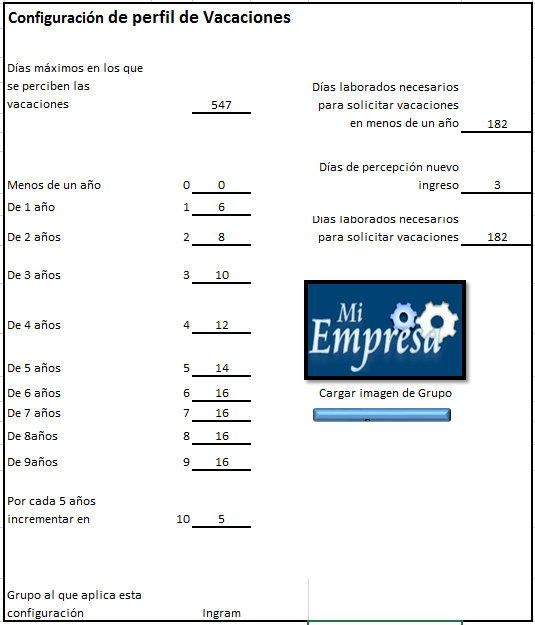 Configuración de perfil de Vacaciones
Días máximos en los que
se perciben las
vacaciones 547
Días laborados necesarios
para solicitar vacaciones
en menos de un año 182
Días de percepción nuevo
ingreso 3
Menos de un año 0 0
De 1 año 1 6
Días laborados necesarios
para solicitar vacaciones 182
De 2 años 2 8
De 3 años 3 10
Mi
Empresa
De 4 años 4 12
De 5 años 5 14
De 6 años 6 16
Cargar imagen de Grupo
De 7 años 7 16
De 8años 8 16
De 9años 9 16
Por cada 5 años
incrementar en 10 5
Grupo al que aplica esta
configuración Ingram